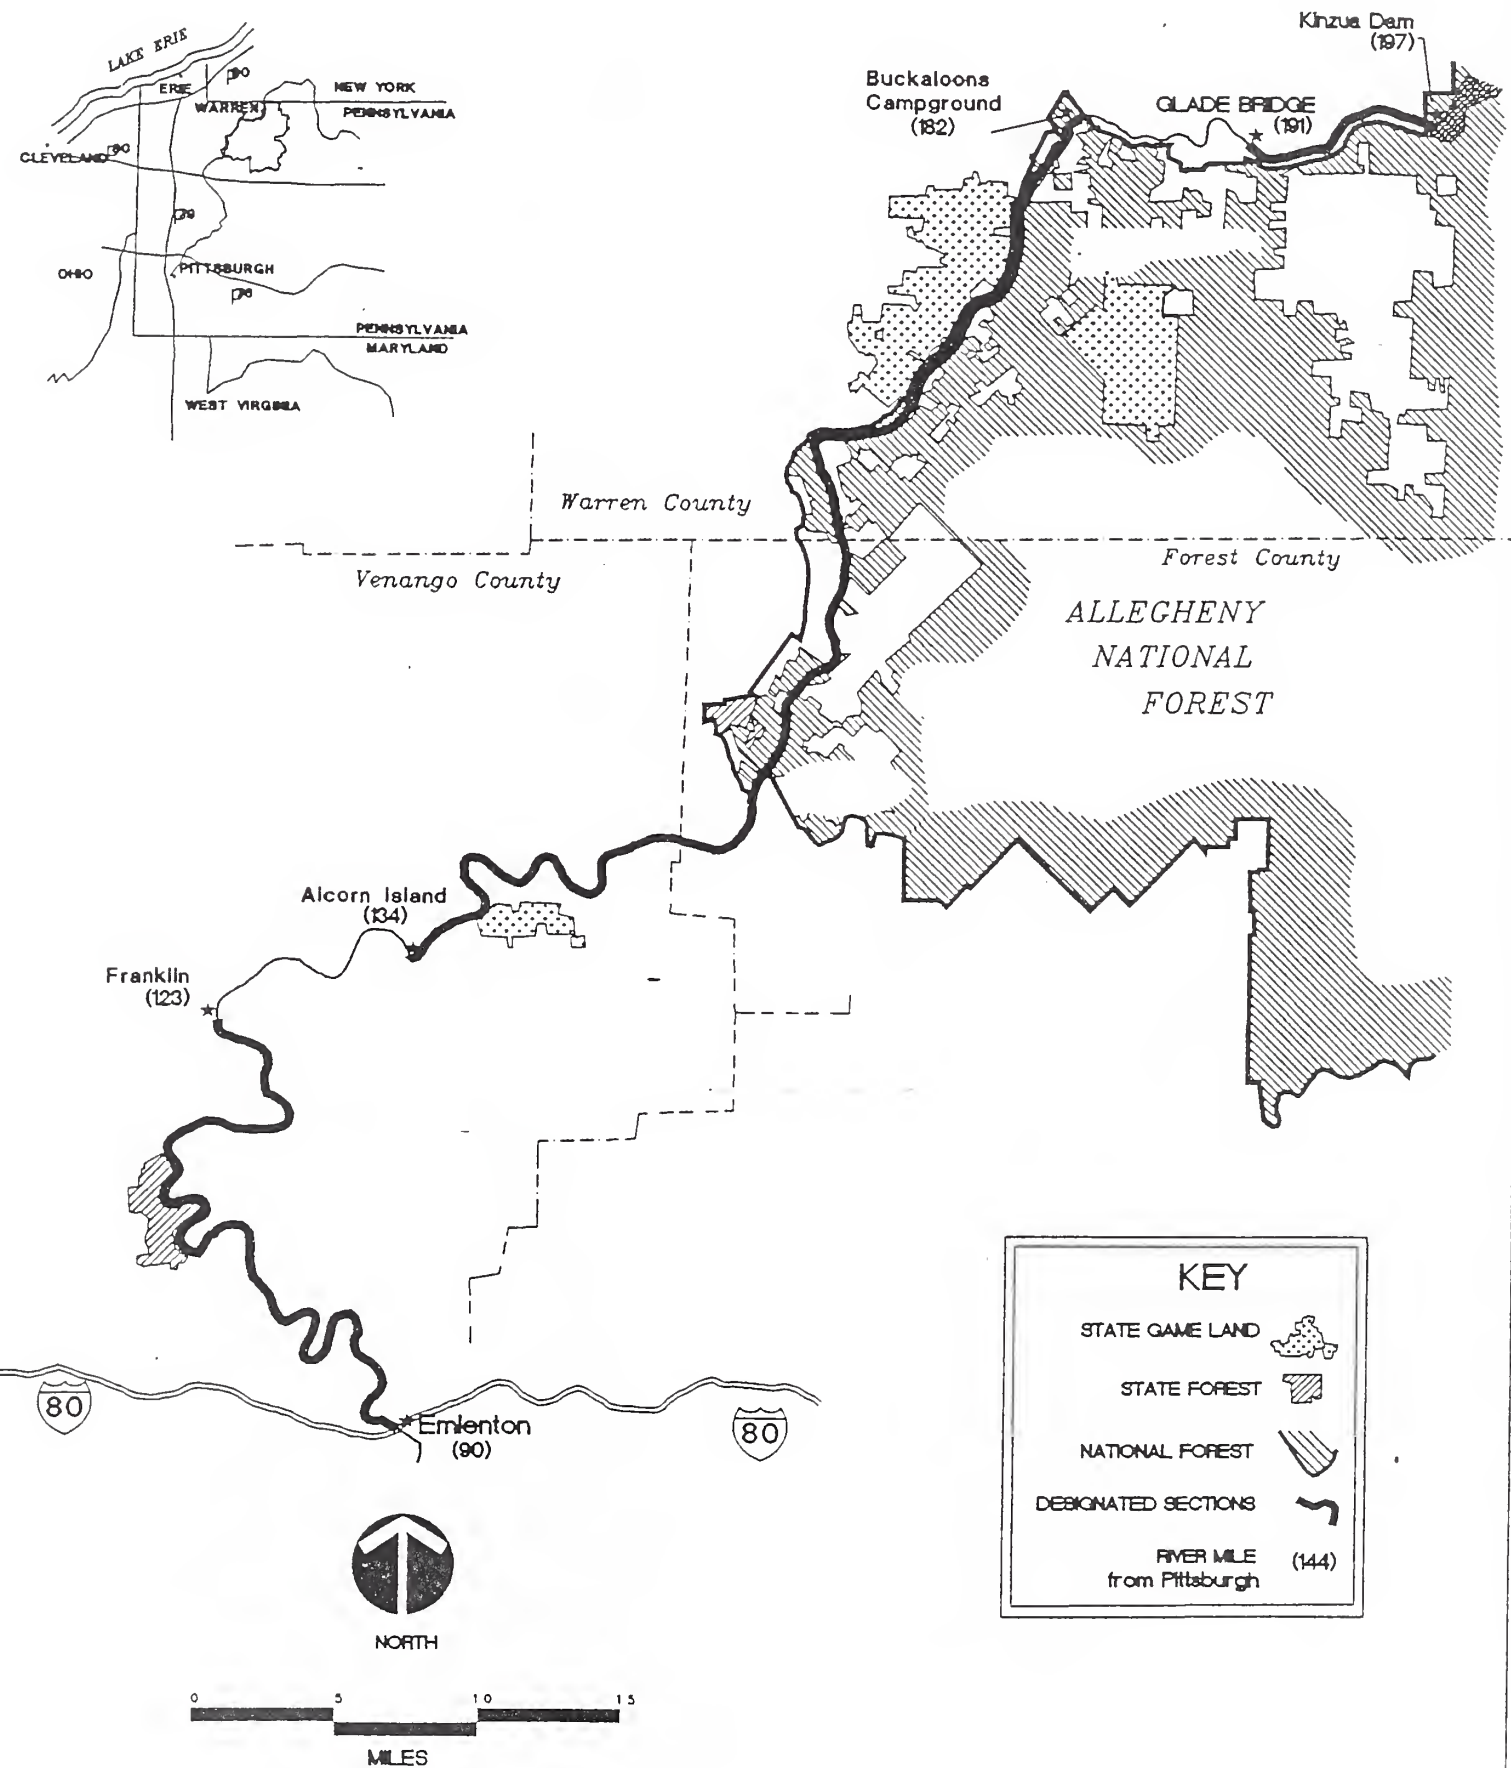 Kinzua Dam
(197)
Buckaloons
Campground
(182)
GLADE BRIDGE
(191)
LAKE ERIE
90
ERIE
NEW YORK
WARREN
PENNSYLVANIA
CLEVELAND
90
79
OHIO
PITTSBURGH
76
PENNSYLVANIA
MARYLAND
WEST VIRGINIA
Warren County
Venango County
Forest County
ALLEGHENY
NATIONAL
FOREST
Alcorn Island
(134)
Franklin
(123)
80
Emlenton
(90)
80
KEY
STATE GAME LAND
STATE FOREST
NATIONAL FOREST
DESIGNATED SECTIONS
RIVER MILE (144)
from Pittsburgh
NORTH
0 5 10 15
MILES